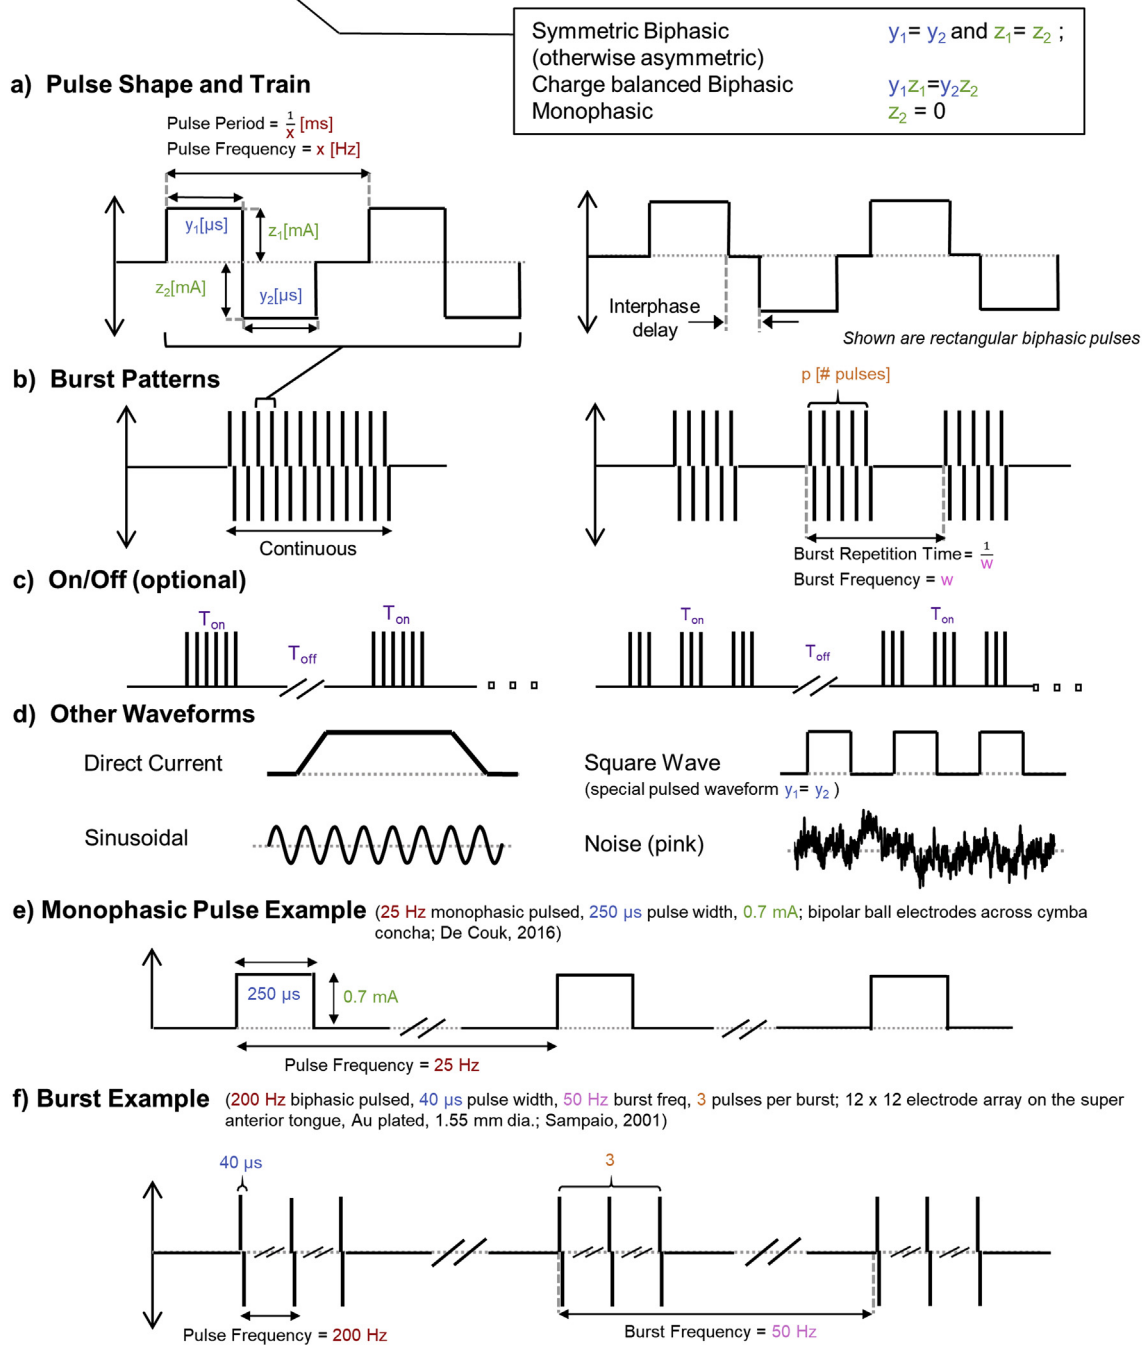 Symmetric Biphasic y₁= y₂ and z₁= z₂ ;
(otherwise asymmetric)
Charge balanced Biphasic y₁z₁=y₂z₂
Monophasic z₂ = 0
a) Pulse Shape and Train
Pulse Period = 1/x [ms]
Pulse Frequency = x [Hz]
y₁[µs]
z₁[mA]
z₂[mA]
y₂[µs]
Interphase
delay
Shown are rectangular biphasic pulses
b) Burst Patterns
p [# pulses]
Continuous
Burst Repetition Time = 1/w
Burst Frequency = w
c) On/Off (optional)
Ton
Toff
Ton
Ton
Toff
Ton
d) Other Waveforms
Direct Current
Square Wave
(special pulsed waveform y₁= y₂ )
Sinusoidal
Noise (pink)
e) Monophasic Pulse Example (25 Hz monophasic pulsed, 250 µs pulse width, 0.7 mA; bipolar ball electrodes across cymba
concha; De Couk, 2016)
250 µs
0.7 mA
Pulse Frequency = 25 Hz
f) Burst Example (200 Hz biphasic pulsed, 40 µs pulse width, 50 Hz burst freq, 3 pulses per burst; 12 x 12 electrode array on the super
anterior tongue, Au plated, 1.55 mm dia.; Sampaio, 2001)
40 µs
3
Pulse Frequency = 200 Hz
Burst Frequency = 50 Hz